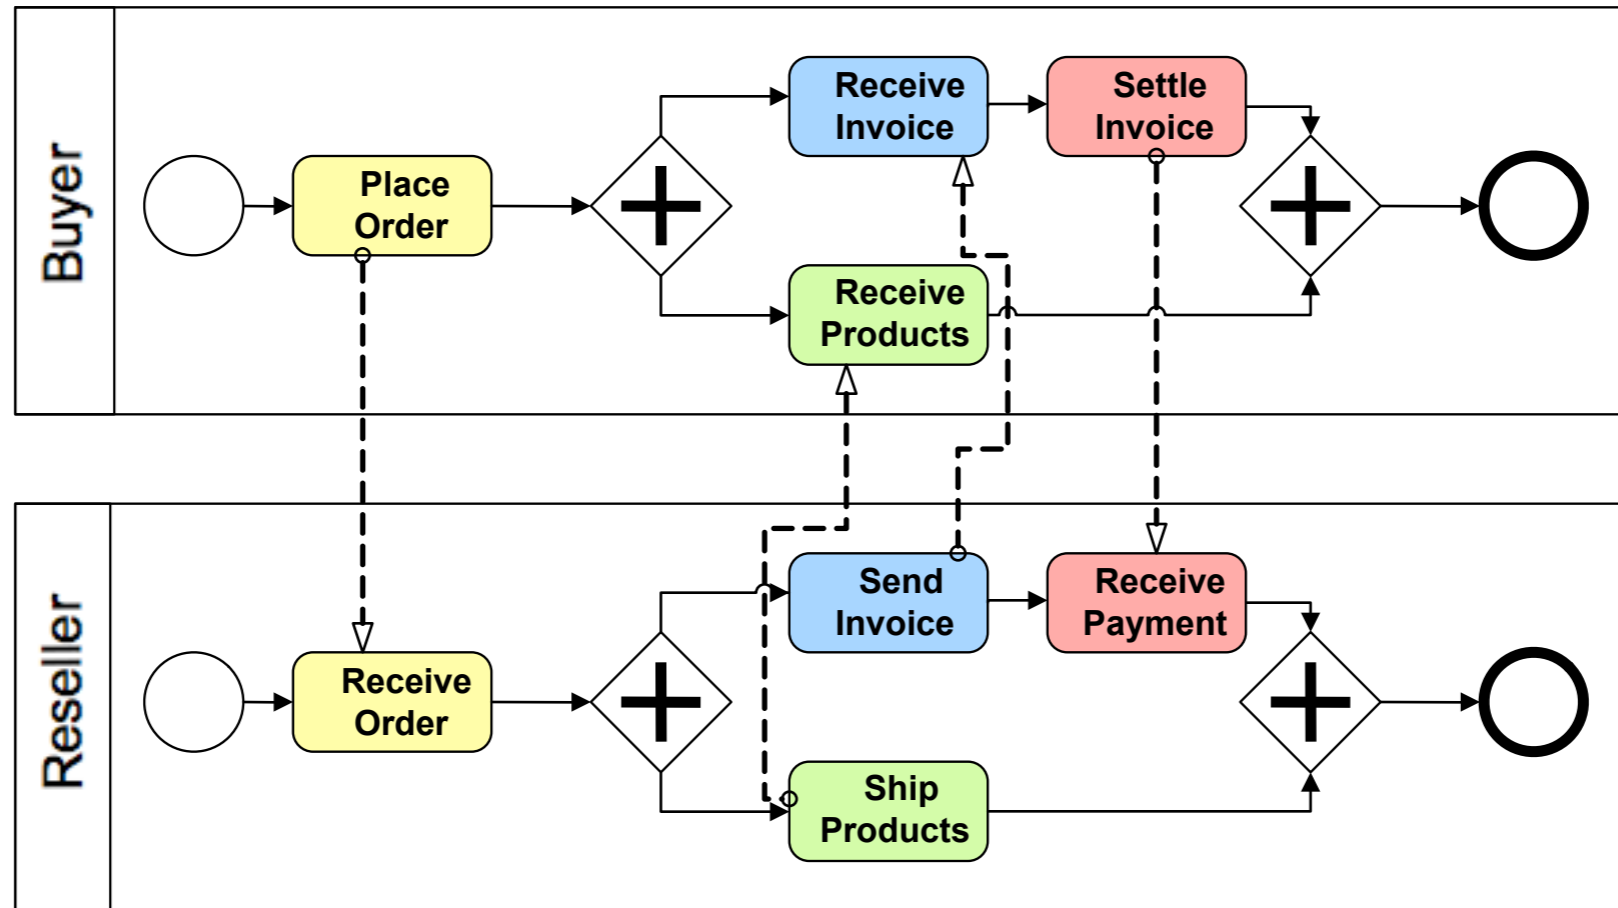 Buyer
Place
Order
Receive
Invoice
Settle
Invoice
Receive
Products
Reseller
Receive
Order
Send
Invoice
Receive
Payment
Ship
Products